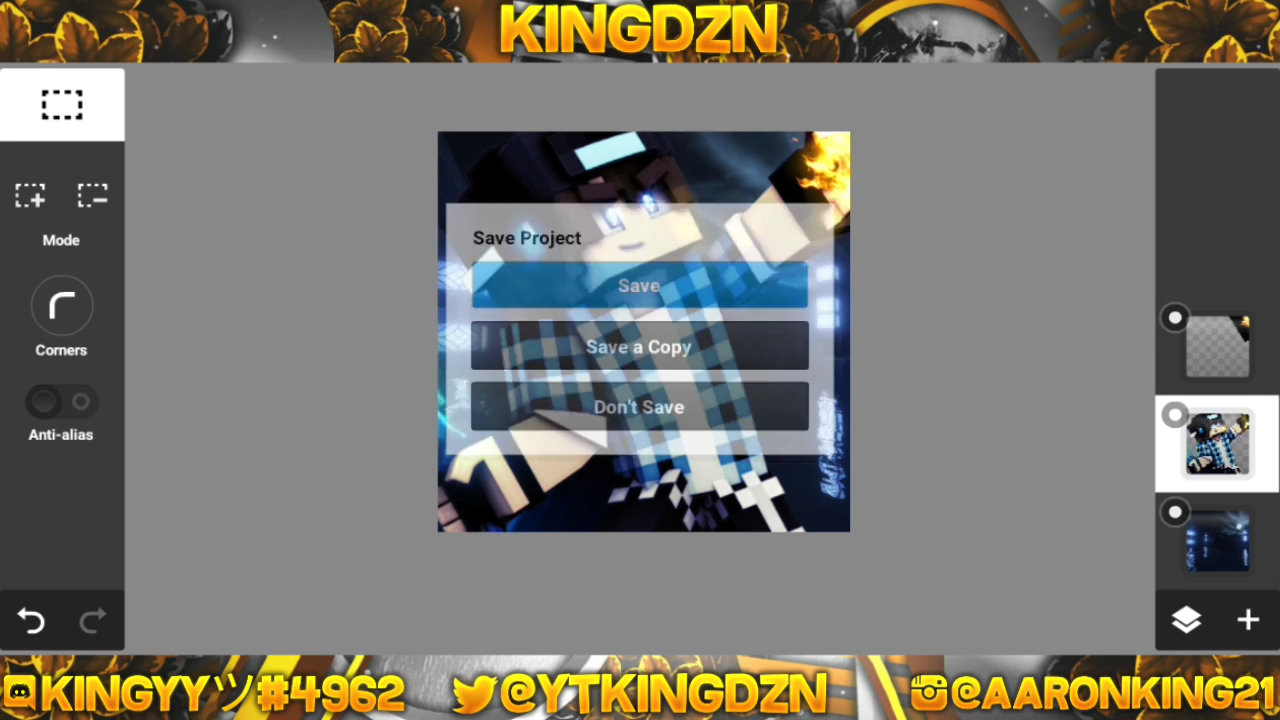 KINGDZN
Save Project
Save
Save a Copy
Don't Save
Mode
Corners
Anti-alias
KINGYYツ#4962
@YTKINGDZN
@AARONKING21